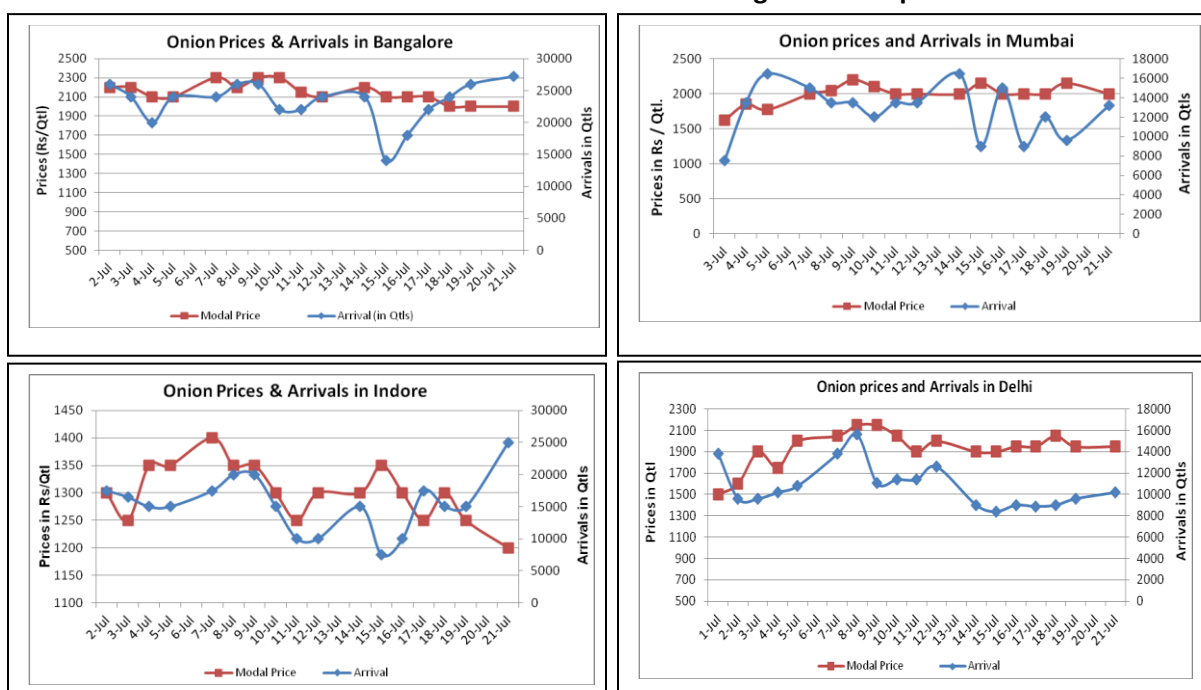 Onion Prices & Arrivals in Bangalore
Prices (Rs/Qtl)
2500
2300
2100
1900
1700
1500
1300
1100
900
700
500
30000
25000
20000
15000
10000
5000
0
Arrivals in Qtls
2-Jul
3-Jul
4-Jul
5-Jul
6-Jul
7-Jul
8-Jul
9-Jul
10-Jul
11-Jul
12-Jul
13-Jul
14-Jul
15-Jul
16-Jul
17-Jul
18-Jul
19-Jul
20-Jul
21-Jul
Modal Price
Arrival (in Qtls)
Onion prices and Arrivals in Mumbai
Prices in Rs / Qtl.
2500
2000
1500
1000
500
0
18000
16000
14000
12000
10000
8000
6000
4000
2000
0
Arrivals in Qtls
3-Jul
4-Jul
5-Jul
6-Jul
7-Jul
8-Jul
9-Jul
10-Jul
11-Jul
12-Jul
13-Jul
14-Jul
15-Jul
16-Jul
17-Jul
18-Jul
19-Jul
20-Jul
21-Jul
Modal Price
Arrival
Onion Prices & Arrivals in Indore
Prices in Rs/Qtl
1450
1400
1350
1300
1250
1200
1150
1100
30000
25000
20000
15000
10000
5000
0
Arrivals in Qtls
2-Jul
3-Jul
4-Jul
5-Jul
6-Jul
7-Jul
8-Jul
9-Jul
10-Jul
11-Jul
12-Jul
13-Jul
14-Jul
15-Jul
16-Jul
17-Jul
18-Jul
19-Jul
20-Jul
21-Jul
Modal Price
Arrival
Onion prices and Arrivals in Delhi
Prices in Qtl
2300
2100
1900
1700
1500
1300
1100
900
700
500
18000
16000
14000
12000
10000
8000
6000
4000
2000
0
Arrivals in Qtls
1-Jul
2-Jul
3-Jul
4-Jul
5-Jul
6-Jul
7-Jul
8-Jul
9-Jul
10-Jul
11-Jul
12-Jul
13-Jul
14-Jul
15-Jul
16-Jul
17-Jul
18-Jul
19-Jul
20-Jul
21-Jul
Modal Price
Arrival